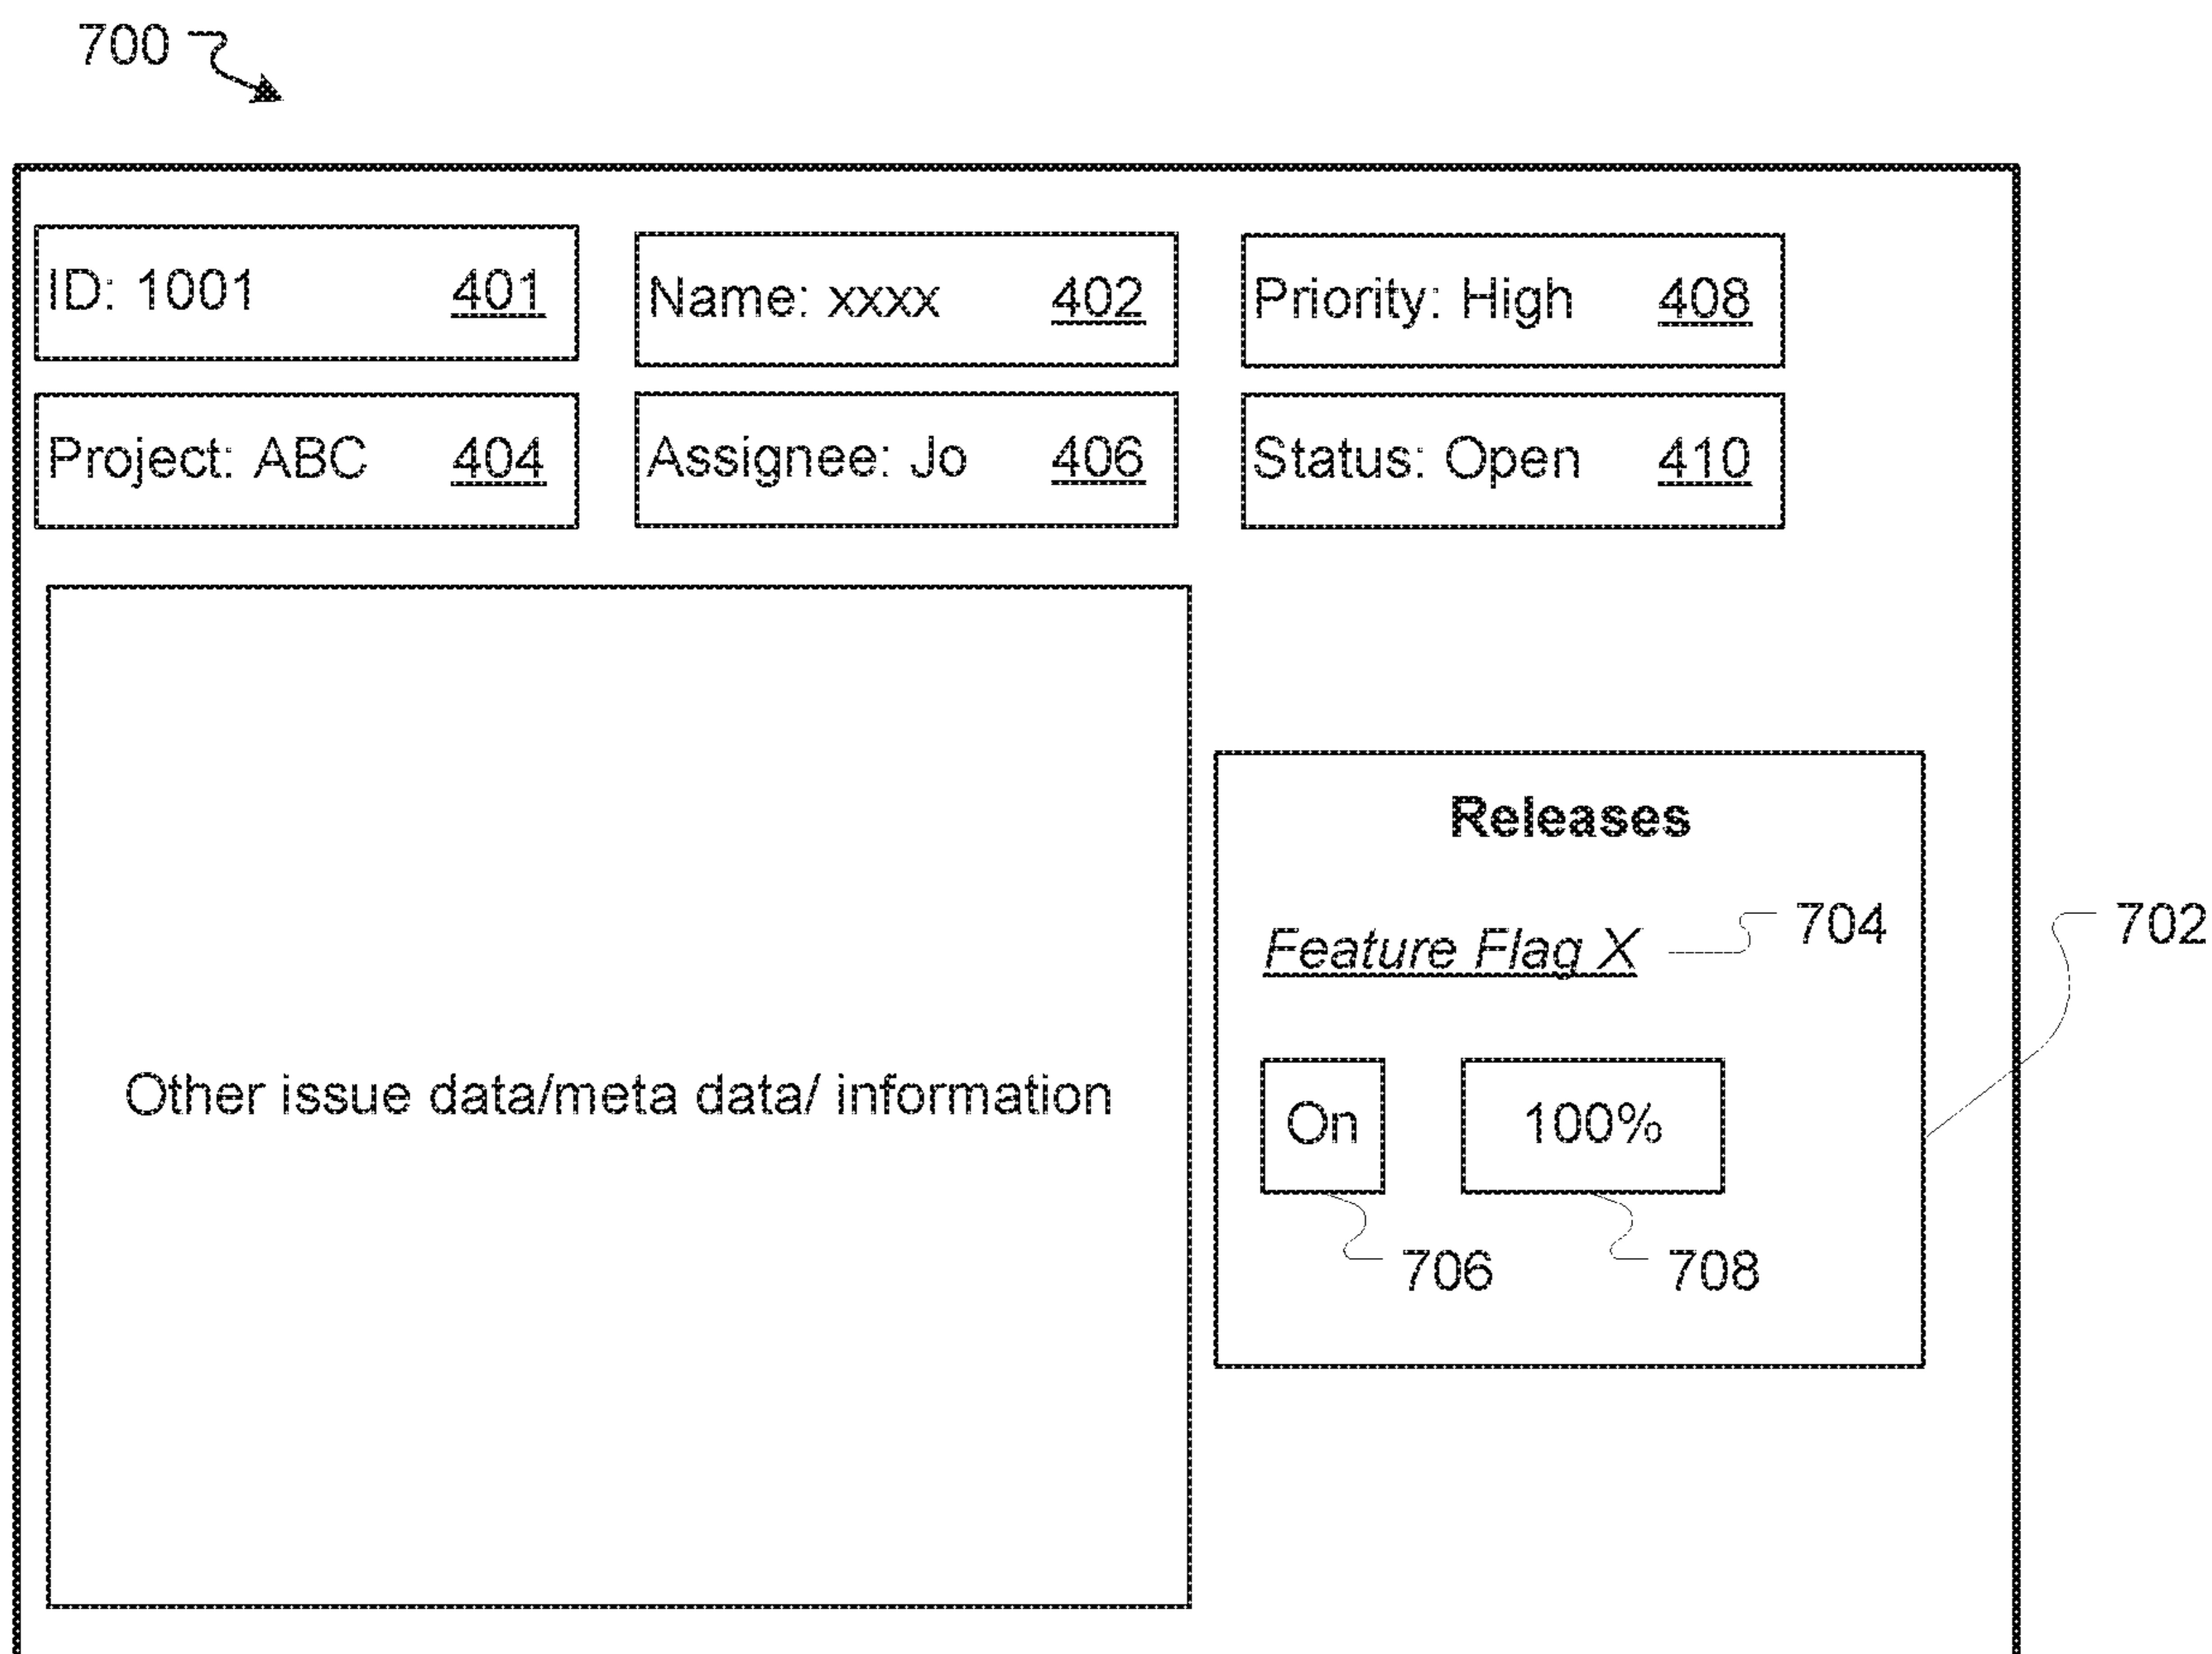 700
ID: 1001 401
Name: xxxx 402
Priority: High 408
Project: ABC 404
Assignee: Jo 406
Status: Open 410
Other issue data/meta data/ information
Releases
Feature Flag X 704
702
On
100%
706
708